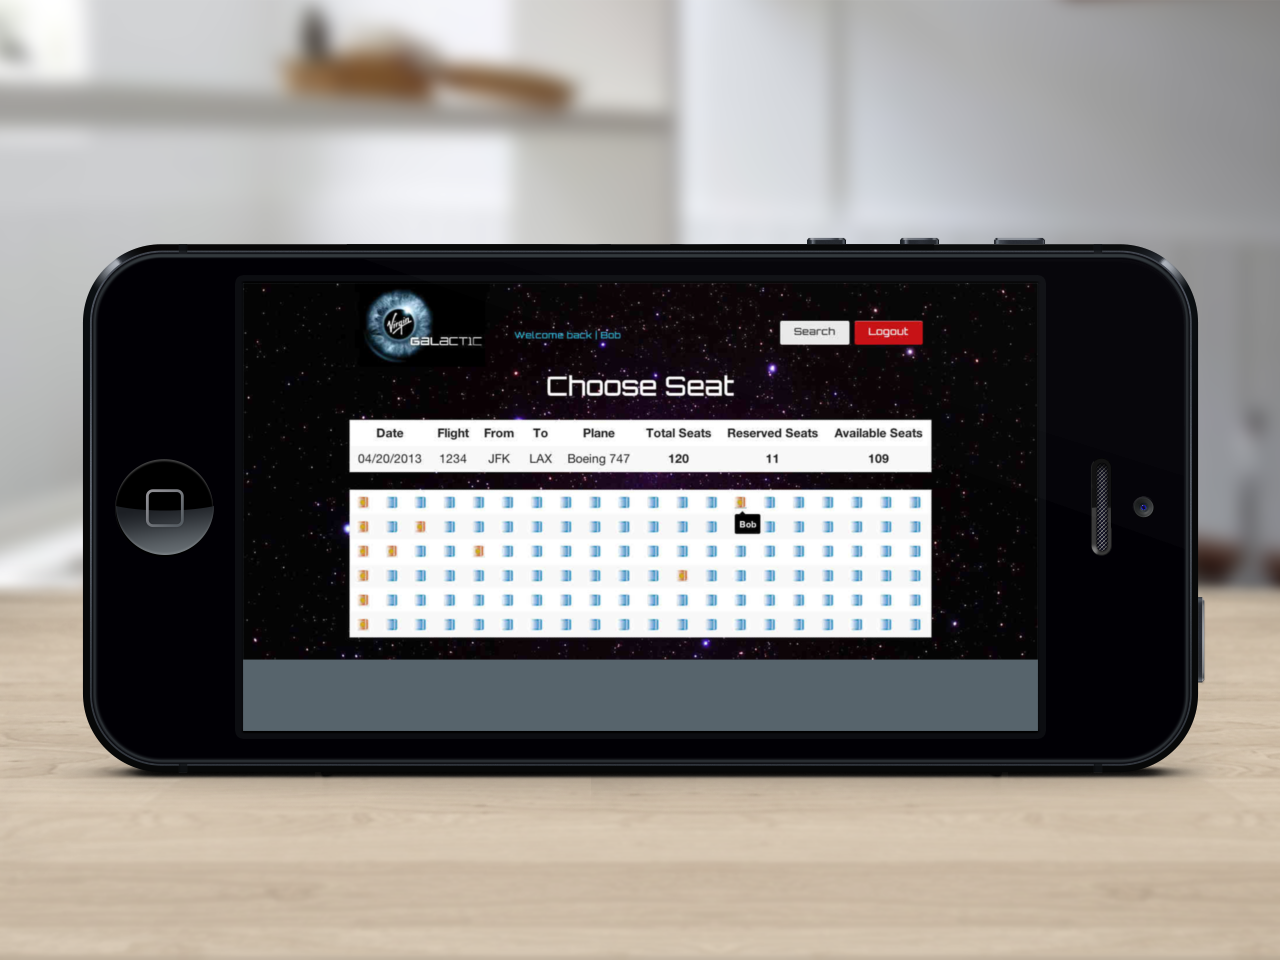 Virgin
GALACTIC
Welcome back | Bob
Search
Logout
Choose Seat
Date Flight From To Plane Total Seats Reserved Seats Available Seats
04/20/2013 1234 JFK LAX Boeing 747 120 11 109
Bob